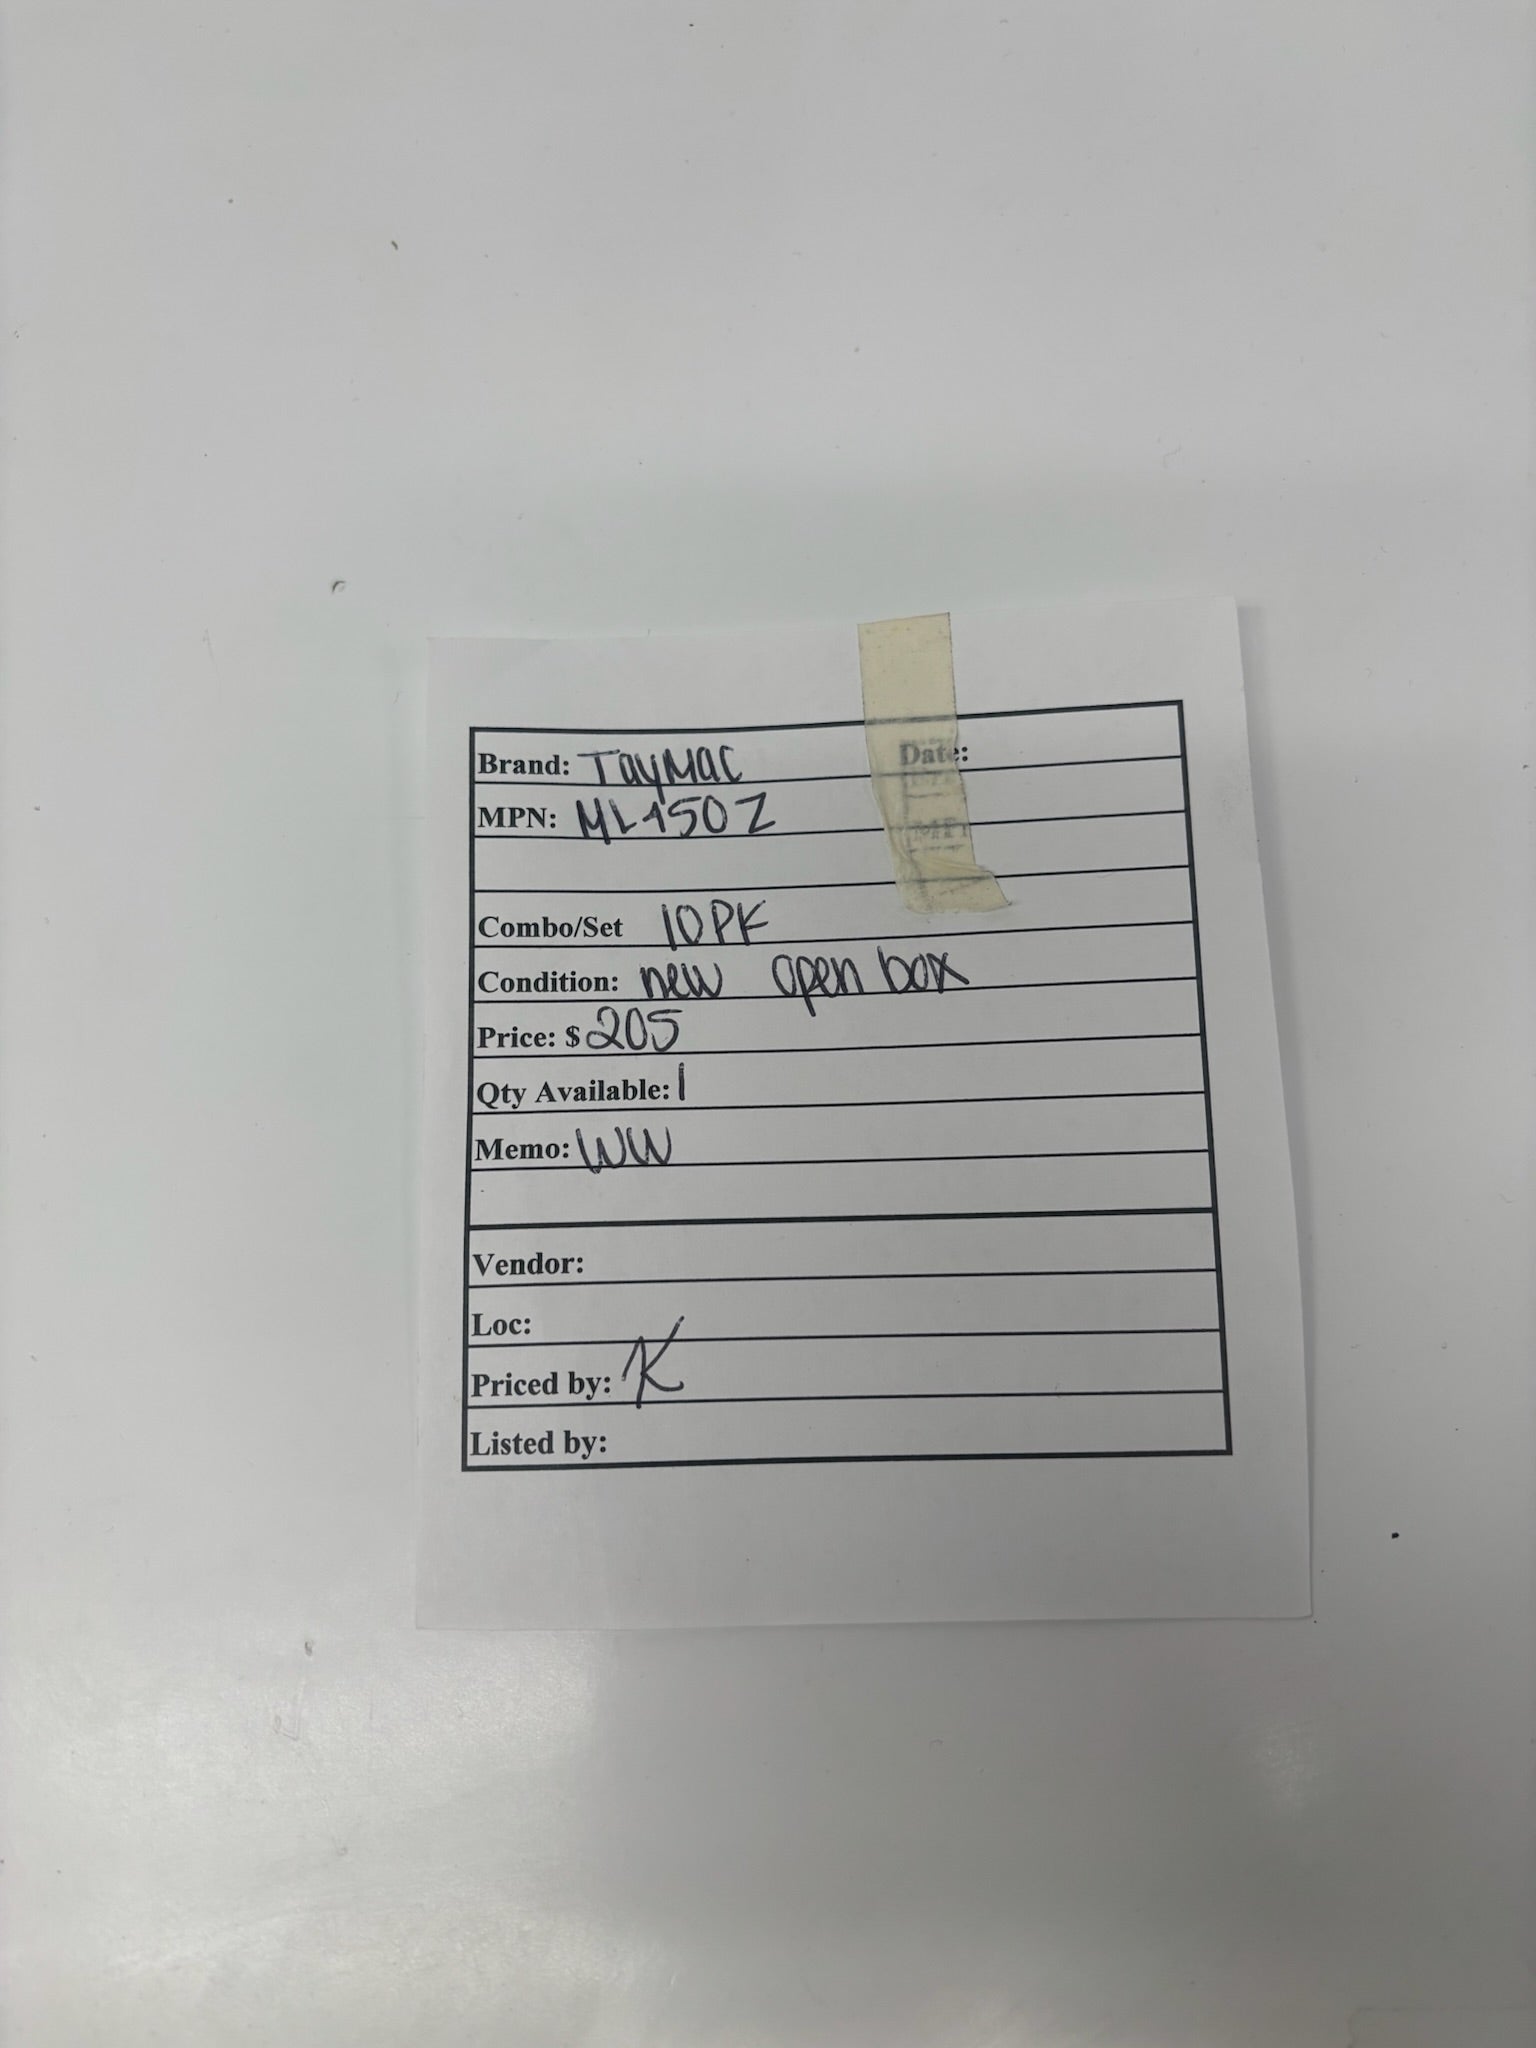 Brand: TayMac Date:
MPN: ML450Z
Combo/Set 10PK
Condition: new open box
Price: $205
Qty Available: 1
Memo: WW
Vendor:
Loc:
Priced by: K
Listed by: